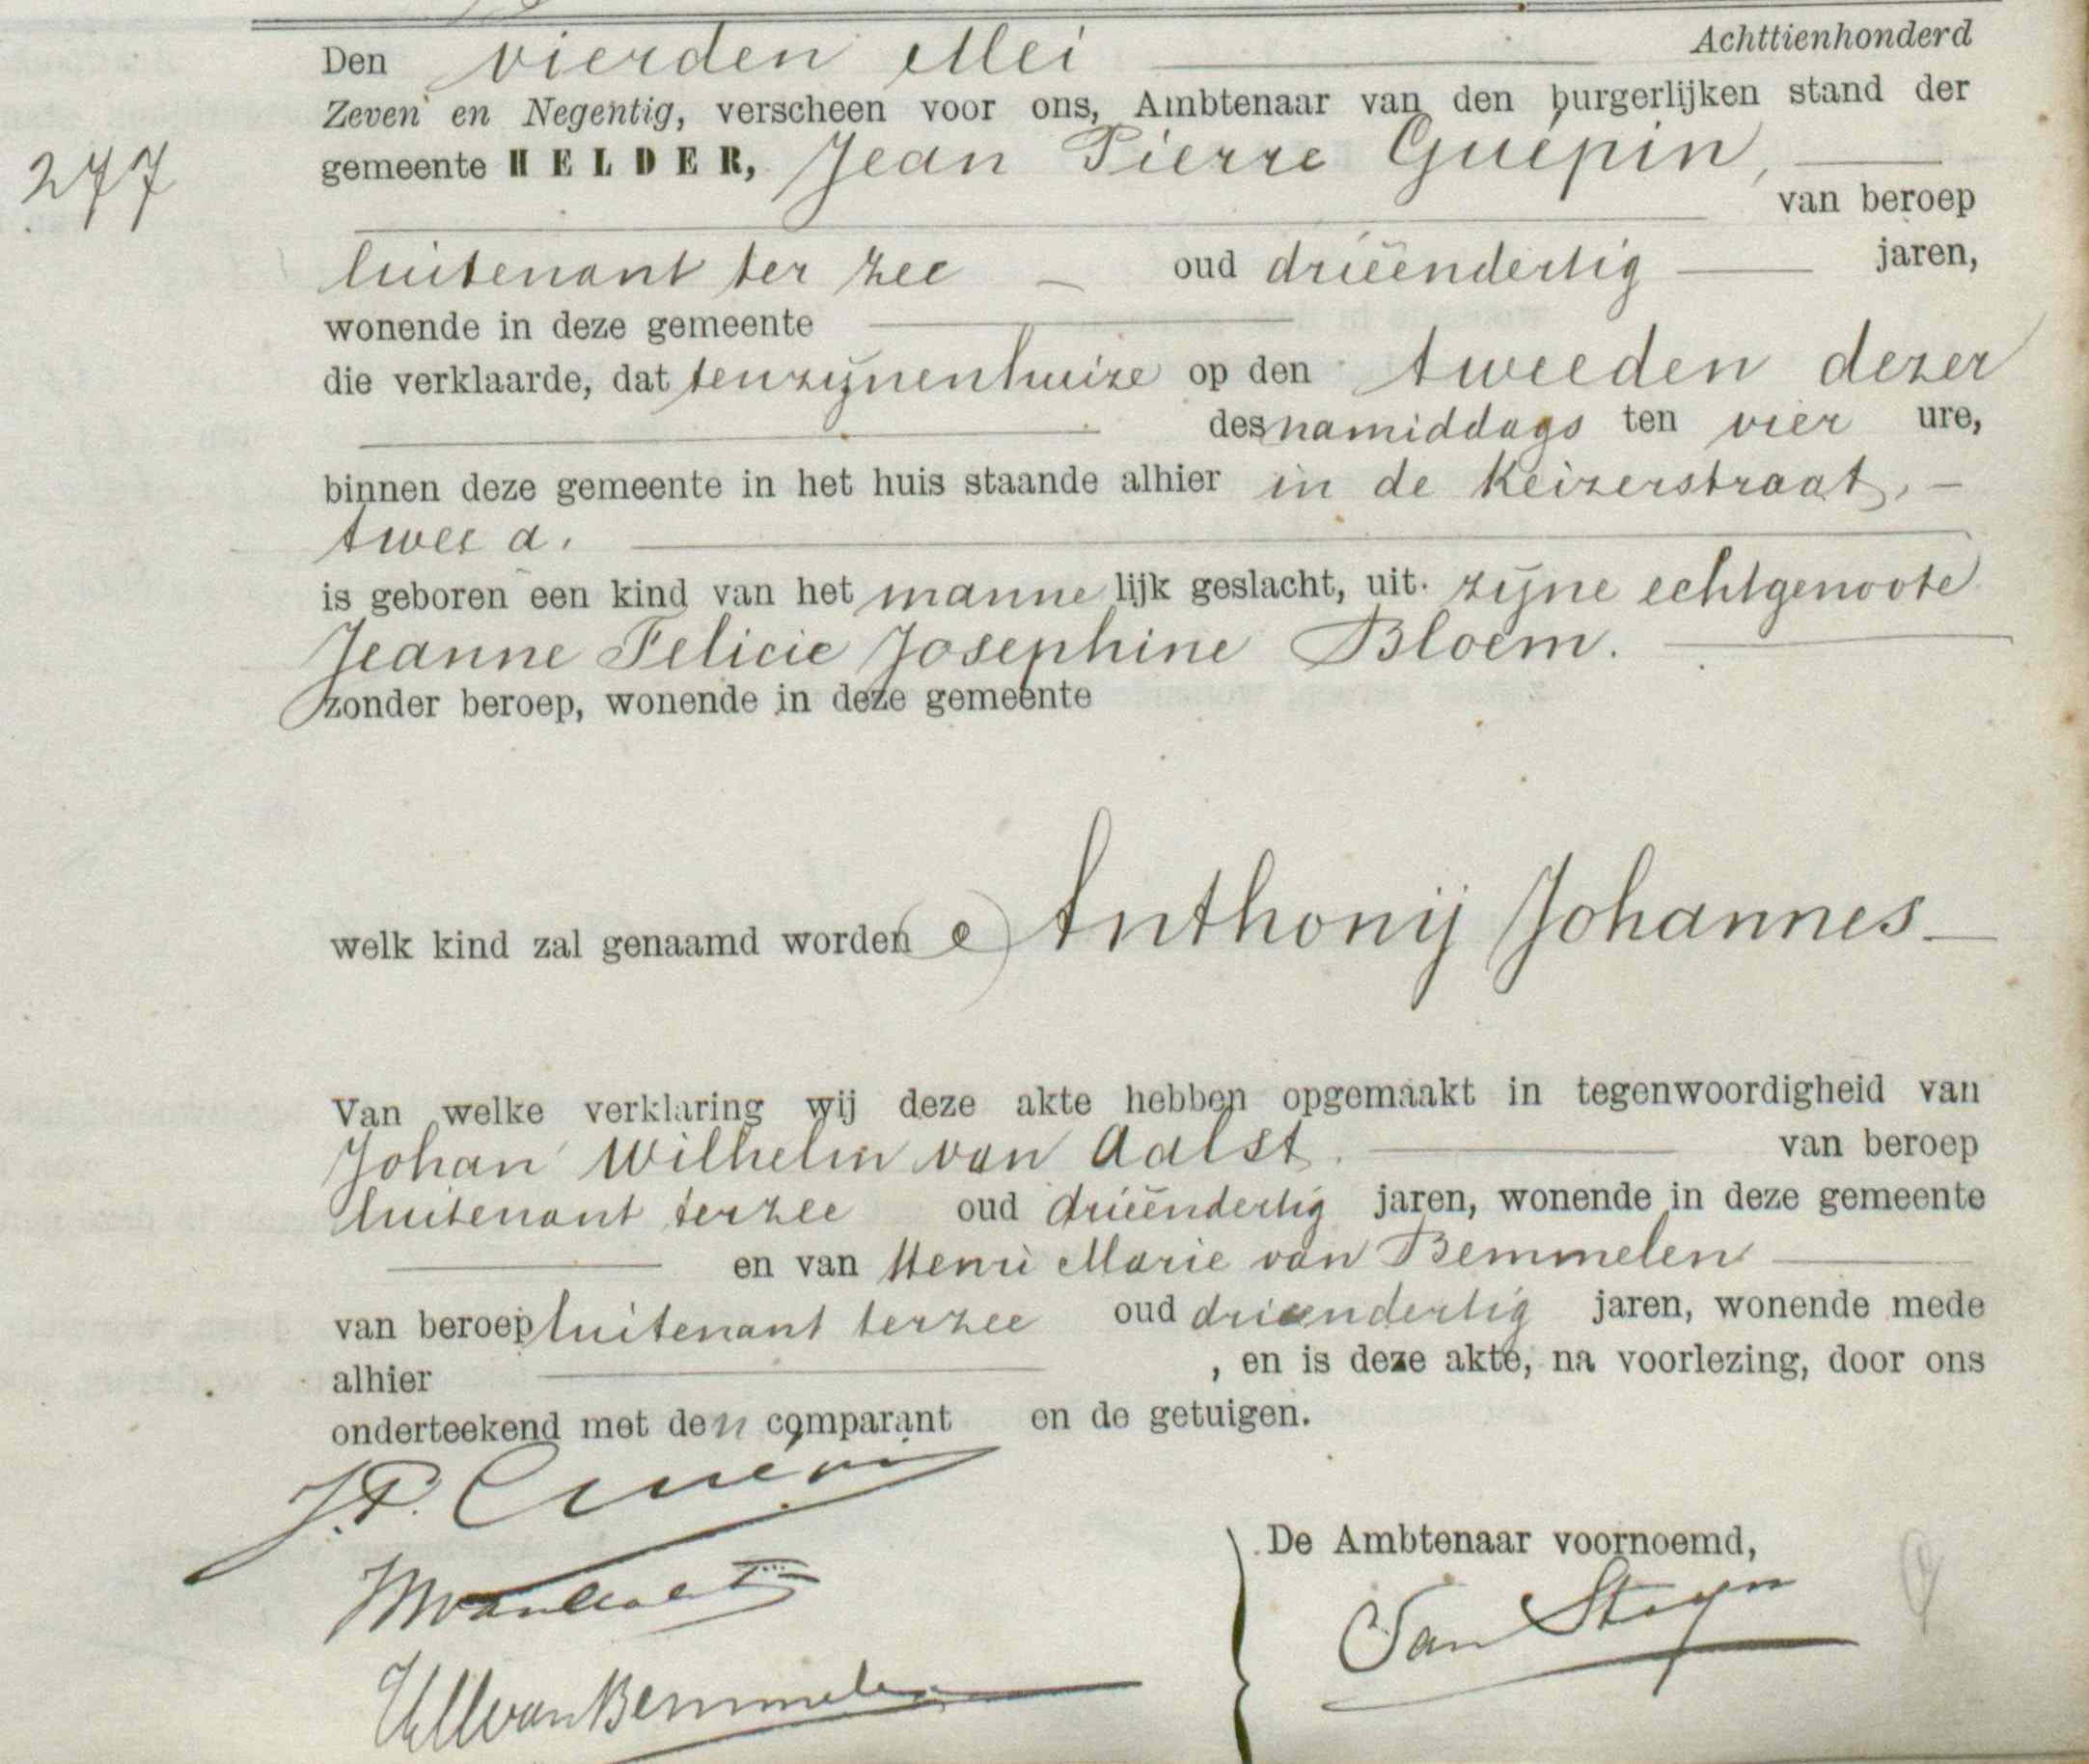 Den vierden Mei Achttienhonderd
Zeven en Negentig, verscheen voor ons, Ambtenaar van den burgerlijken stand der
277
gemeente HELDER, Jean Pierre Guépin,
van beroep
luitenant ter zee oud drieëndertig jaren,
wonende in deze gemeente
die verklaarde, dat tenzijnenhuize op den tweeden dezer
des namiddags ten vier ure,
binnen deze gemeente in het huis staande alhier in de Keizerstraat,
twee a.
is geboren een kind van het mannelijk geslacht, uit zijne echtgenoote
Jeanne Felicie Josephine Bloem.
zonder beroep, wonende in deze gemeente
welk kind zal genaamd worden Anthonij Johannes
Van welke verklaring wij deze akte hebben opgemaakt in tegenwoordigheid van
Johan Wilhelm van Aalst. van beroep
luitenant terzee oud drieëndertig jaren, wonende in deze gemeente
en van Henri Marie van Bemmelen
van beroep luitenant terzee oud drieendertig jaren, wonende mede
alhier , en is deze akte, na voorlezing, door ons
onderteekend met den comparant en de getuigen.
J.P. Guépin
JWvanAalst
De Ambtenaar voornoemd,
Van Steyn
HMvanBemmelen